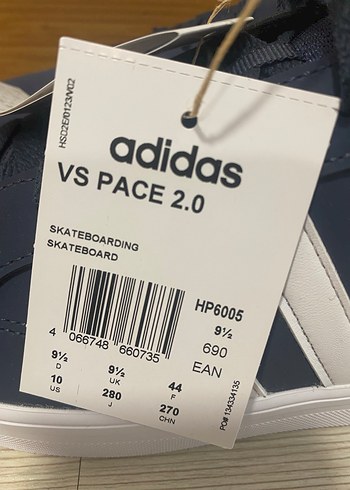 HS02E/0123/V02
adidas
VS PACE 2.0
SKATEBOARDING
SKATEBOARD
HP6005
9½
690
EAN
4 066748 660735
9½ 9½ 44
D UK F
10 280 270
US J CHN
PO# 134334135